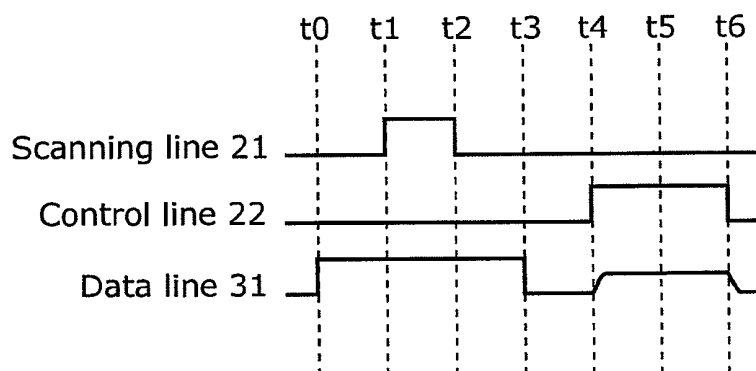 t0 t1 t2 t3 t4 t5 t6
Scanning line 21
Control line 22
Data line 31